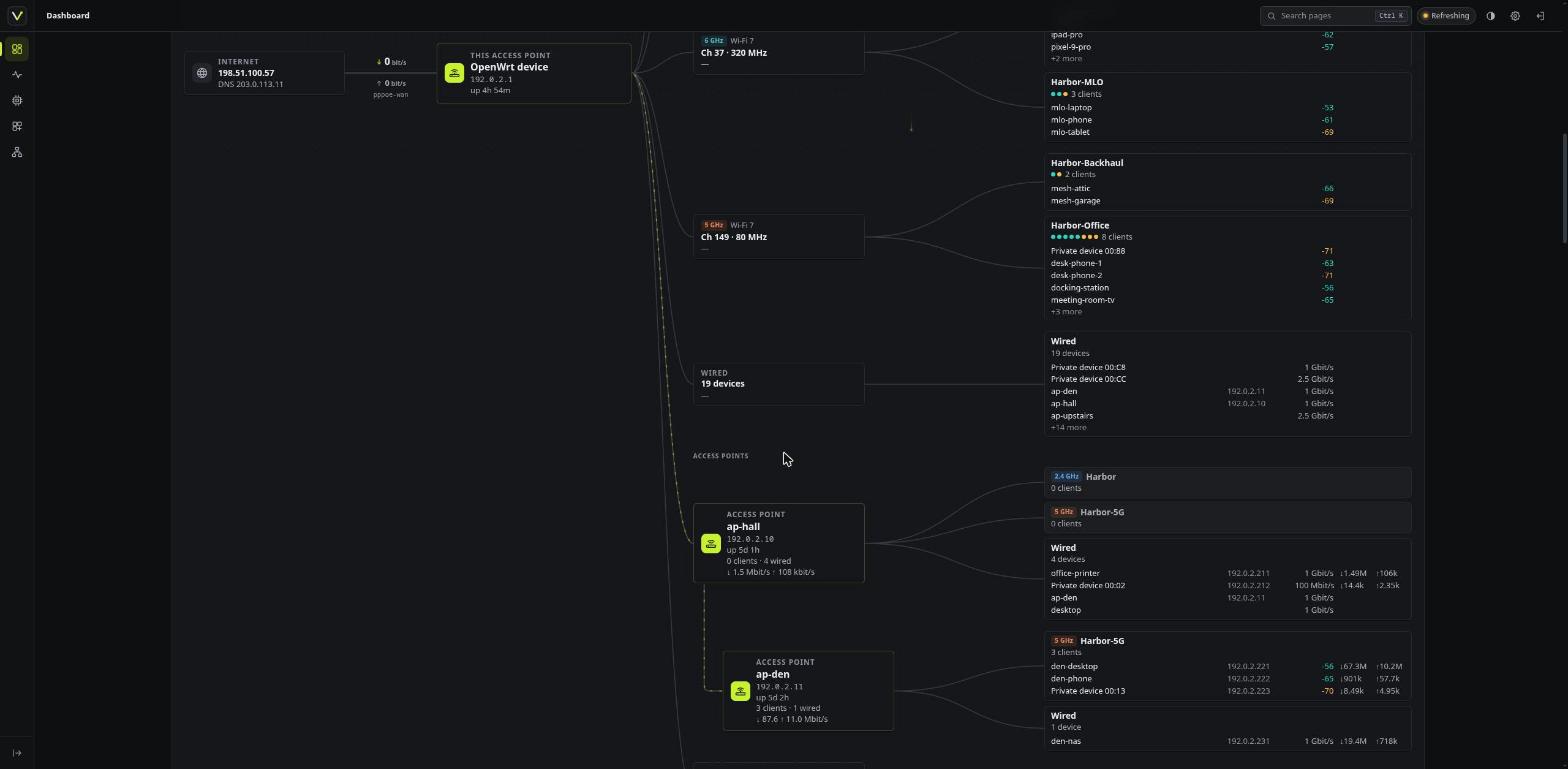 Dashboard
Search pages
Ctrl K
Refreshing
INTERNET
198.51.100.57
DNS 203.0.113.11
↓ 0 bit/s
↑ 0 bit/s
pppoe-wan
THIS ACCESS POINT
OpenWrt device
192.0.2.1
up 4h 54m
6 GHz Wi-Fi 7
Ch 37 · 320 MHz
—
ipad-pro -62
pixel-9-pro -57
+2 more
Harbor-MLO
3 clients
mlo-laptop -53
mlo-phone -61
mlo-tablet -69
↓
Harbor-Backhaul
2 clients
mesh-attic -66
mesh-garage -69
5 GHz Wi-Fi 7
Ch 149 · 80 MHz
—
Harbor-Office
8 clients
Private device 00:88 -71
desk-phone-1 -63
desk-phone-2 -71
docking-station -56
meeting-room-tv -65
+3 more
WIRED
19 devices
—
Wired
19 devices
Private device 00:C8 1 Gbit/s
Private device 00:CC 2.5 Gbit/s
ap-den 192.0.2.11 1 Gbit/s
ap-hall 192.0.2.10 1 Gbit/s
ap-upstairs 2.5 Gbit/s
+14 more
ACCESS POINTS
2.4 GHz Harbor
0 clients
5 GHz Harbor-5G
0 clients
ACCESS POINT
ap-hall
192.0.2.10
up 5d 1h
0 clients · 4 wired
↓ 1.5 Mbit/s ↑ 108 kbit/s
Wired
4 devices
office-printer 192.0.2.211 1 Gbit/s ↓1.49M ↑106k
Private device 00:02 192.0.2.212 100 Mbit/s ↓14.4k ↑2.35k
ap-den 192.0.2.11 1 Gbit/s
desktop 1 Gbit/s
ACCESS POINT
ap-den
192.0.2.11
up 5d 2h
3 clients · 1 wired
↓ 87.6 ↑ 11.0 Mbit/s
5 GHz Harbor-5G
3 clients
den-desktop 192.0.2.221 -56 ↓67.3M ↑10.2M
den-phone 192.0.2.222 -65 ↓901k ↑57.7k
Private device 00:13 192.0.2.223 -70 ↓8.49k ↑4.95k
Wired
1 device
den-nas 192.0.2.231 1 Gbit/s ↓19.4M ↑718k